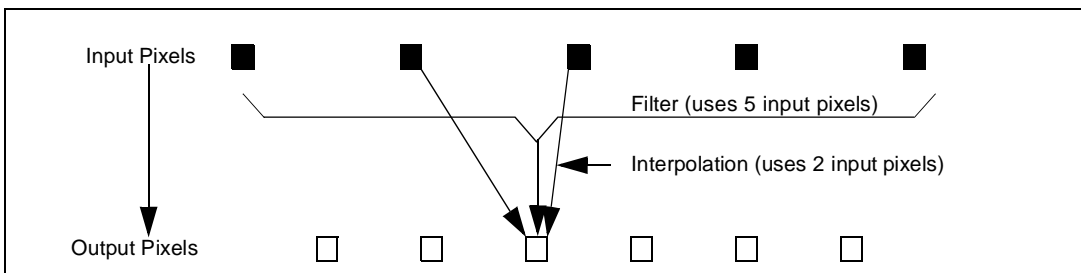 Input Pixels
Filter (uses 5 input pixels)
Interpolation (uses 2 input pixels)
Output Pixels